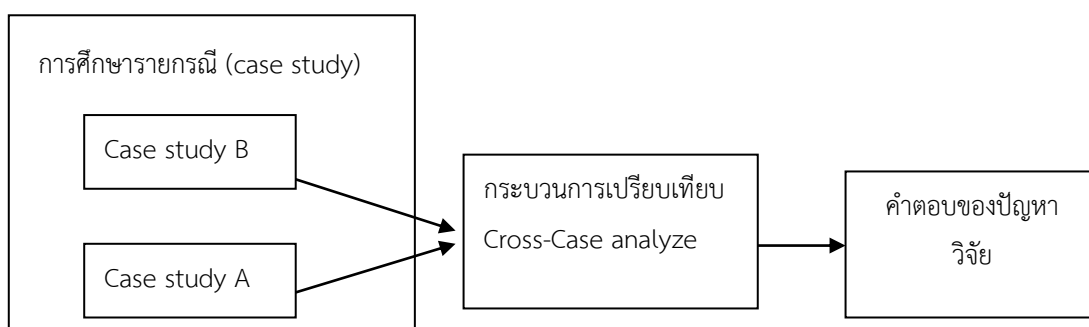 การศึกษารายกรณี (case study)
Case study B
Case study A
กระบวนการเปรียบเทียบ
Cross-Case analyze
คำตอบของปัญหา
วิจัย